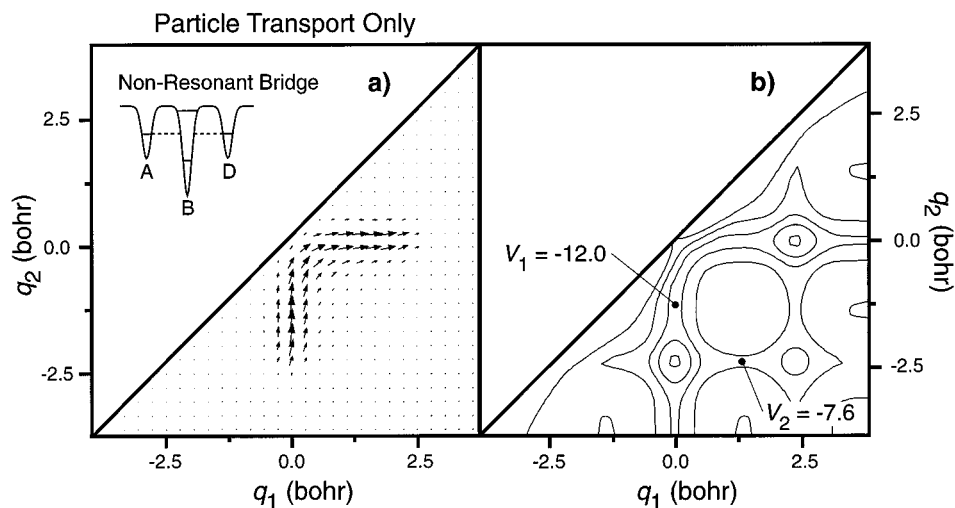 Particle Transport Only
Non-Resonant Bridge
a)
A
B
D
2.5
0.0
-2.5
q2 (bohr)
-2.5
0.0
2.5
q1 (bohr)
b)
V1 = -12.0
V2 = -7.6
2.5
0.0
-2.5
q2 (bohr)
-2.5
0.0
2.5
q1 (bohr)